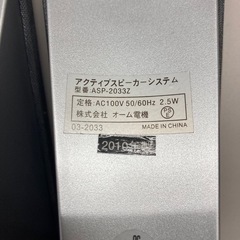 アクティブスピーカーシステム
型番:ASP-2033Z
定格:AC100V 50/60Hz 2.5W
株式会社 オーム電機
03-2033 MADE IN CHINA
2010年製